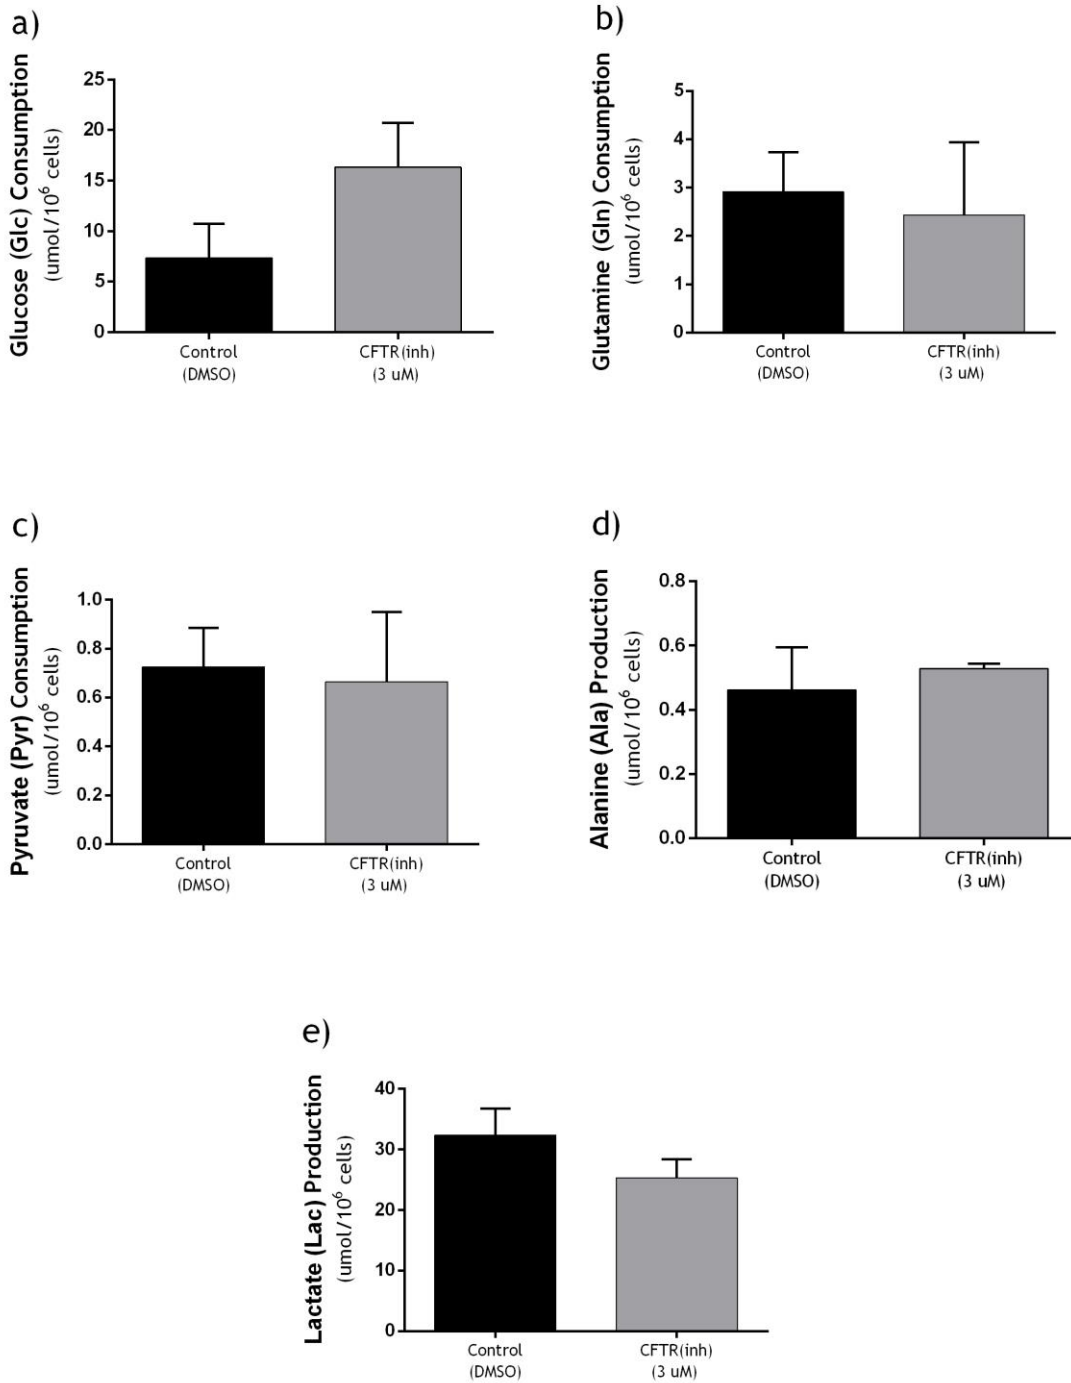 a)
Glucose (Glc) Consumption
(umol/10⁶ cells)
25
20
15
10
5
0
Control
(DMSO)
CFTR(inh)
(3 uM)
b)
Glutamine (Gln) Consumption
(umol/10⁶ cells)
5
4
3
2
1
0
Control
(DMSO)
CFTR(inh)
(3 uM)
c)
Pyruvate (Pyr) Consumption
(umol/10⁶ cells)
1.0
0.8
0.6
0.4
0.2
0.0
Control
(DMSO)
CFTR(inh)
(3 uM)
d)
Alanine (Ala) Production
(umol/10⁶ cells)
0.8
0.6
0.4
0.2
0.0
Control
(DMSO)
CFTR(inh)
(3 uM)
e)
Lactate (Lac) Production
(umol/10⁶ cells)
40
30
20
10
0
Control
(DMSO)
CFTR(inh)
(3 uM)